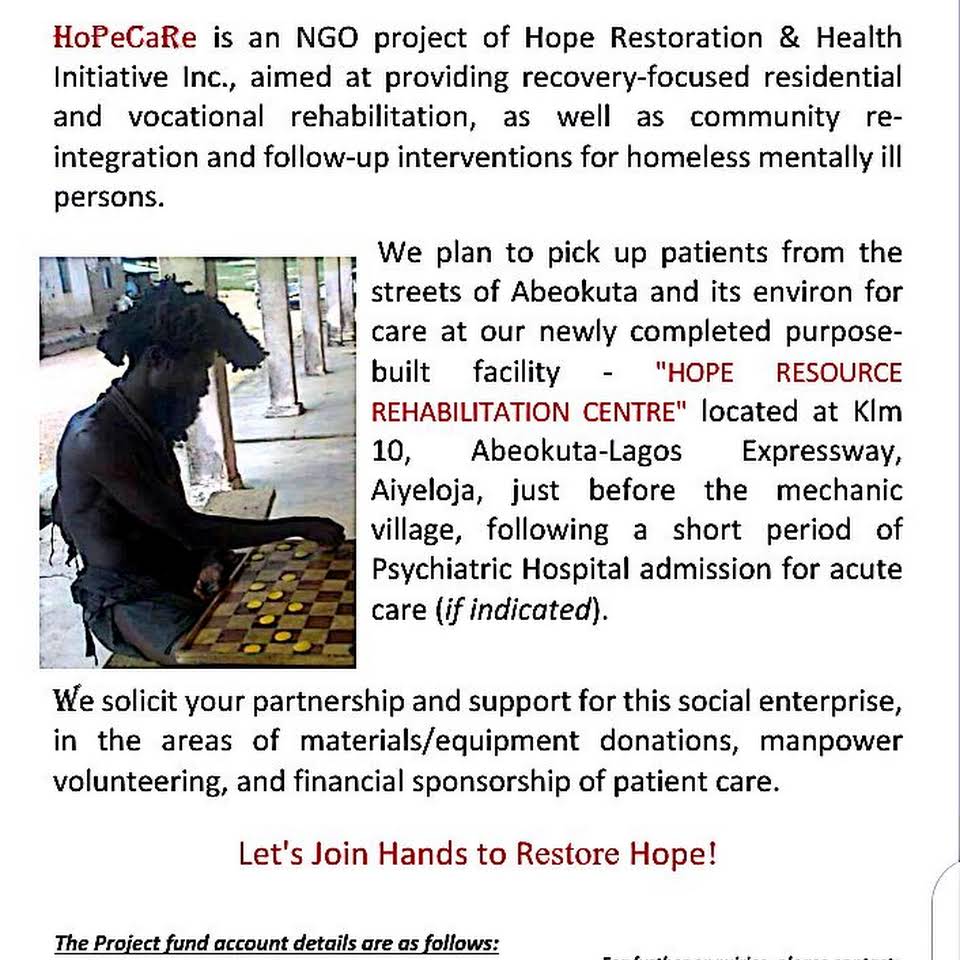 HoPeCaRe is an NGO project of Hope Restoration & Health
Initiative Inc., aimed at providing recovery-focused residential
and vocational rehabilitation, as well as community re-
integration and follow-up interventions for homeless mentally ill
persons.
We plan to pick up patients from the
streets of Abeokuta and its environ for
care at our newly completed purpose-
built facility - "HOPE RESOURCE
REHABILITATION CENTRE" located at Klm
10, Abeokuta-Lagos Expressway,
Aiyeloja, just before the mechanic
village, following a short period of
Psychiatric Hospital admission for acute
care (if indicated).
We solicit your partnership and support for this social enterprise,
in the areas of materials/equipment donations, manpower
volunteering, and financial sponsorship of patient care.
Let's Join Hands to Restore Hope!
The Project fund account details are as follows: